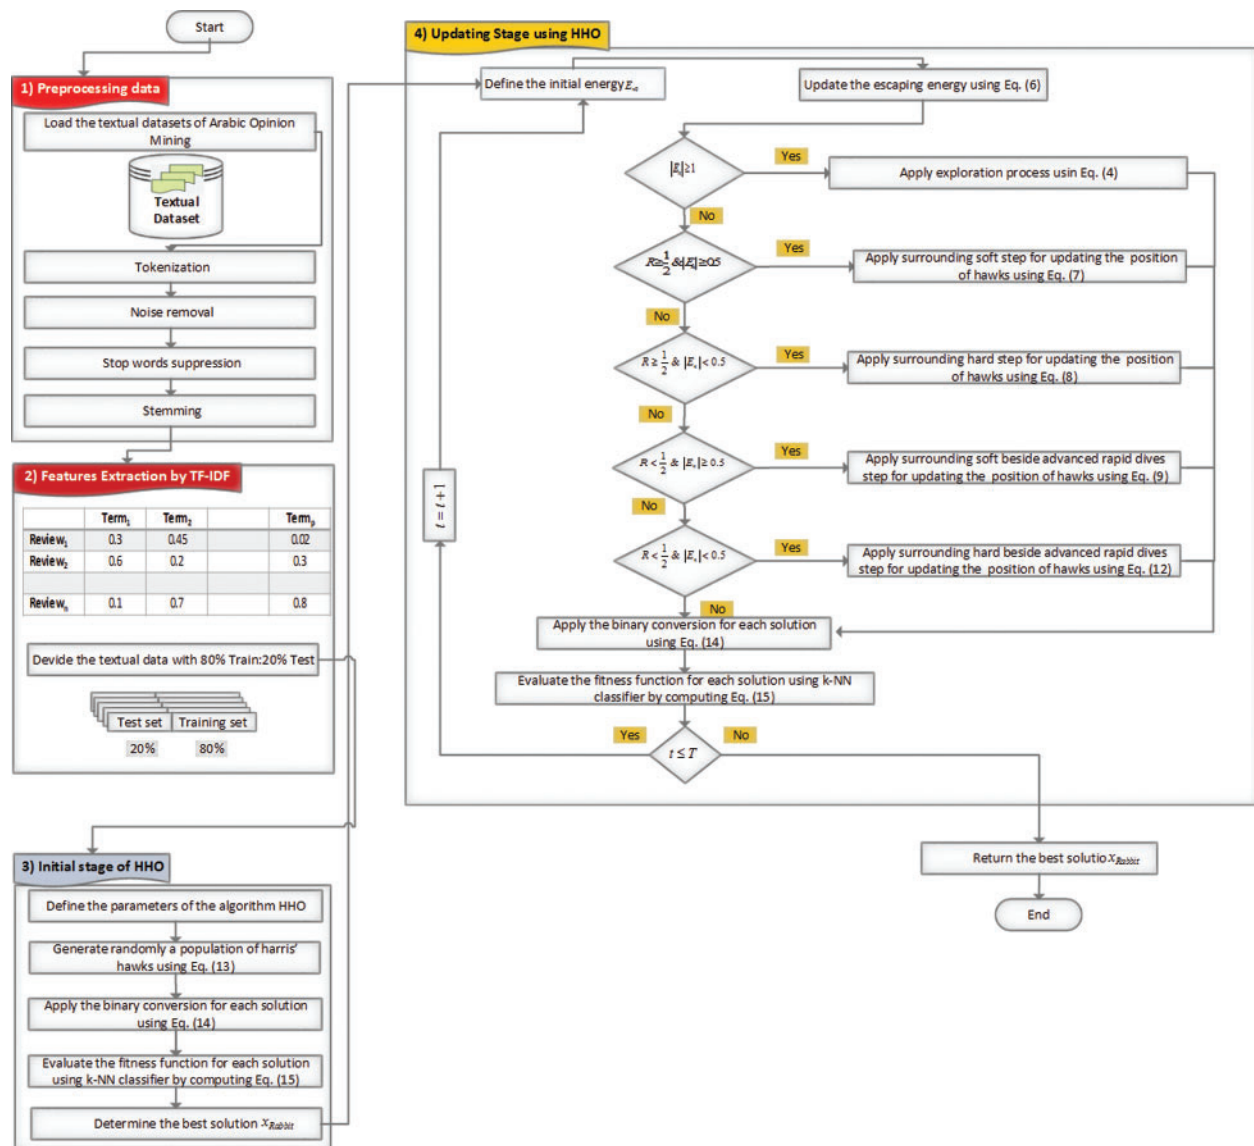 Start
1) Preprocessing data
Load the textual datasets of Arabic Opinion
Mining
Textual
Dataset
Tokenization
Noise removal
Stop words suppression
Stemming
2) Features Extraction by TF-IDF
Term₁ Term₂ Termₚ
Review₁ 0.3 0.45 0.02
Review₂ 0.6 0.2 0.3
Reviewₙ 0.1 0.7 0.8
Devide the textual data with 80% Train:20% Test
Test set Training set
20% 80%
3) Initial stage of HHO
Define the parameters of the algorithm HHO
Generate randomly a population of harris'
hawks using Eq. (13)
Apply the binary conversion for each solution
using Eq. (14)
Evaluate the fitness function for each solution
using k-NN classifier by computing Eq. (15)
Determine the best solution x_Rabbit
4) Updating Stage using HHO
Define the initial energy
Update the escaping energy using Eq. (6)
≥1
Yes
Apply exploration process usin Eq. (4)
No
Yes
Apply surrounding soft step for updating the position
of hawks using Eq. (7)
No
R ≥ 1/2 & < 0.5
Yes
Apply surrounding hard step for updating the position
of hawks using Eq. (8)
No
R < 1/2 & ≥ 0.5
Yes
Apply surrounding soft beside advanced rapid dives
step for updating the position of hawks using Eq. (9)
No
R < 1/2 & < 0.5
Yes
Apply surrounding hard beside advanced rapid dives
step for updating the position of hawks using Eq. (12)
No
Apply the binary conversion for each solution
using Eq. (14)
Evaluate the fitness function for each solution using k-NN
classifier by computing Eq. (15)
Yes
t ≤ T
No
t = t + 1
Return the best solutio x_Rabbit
End